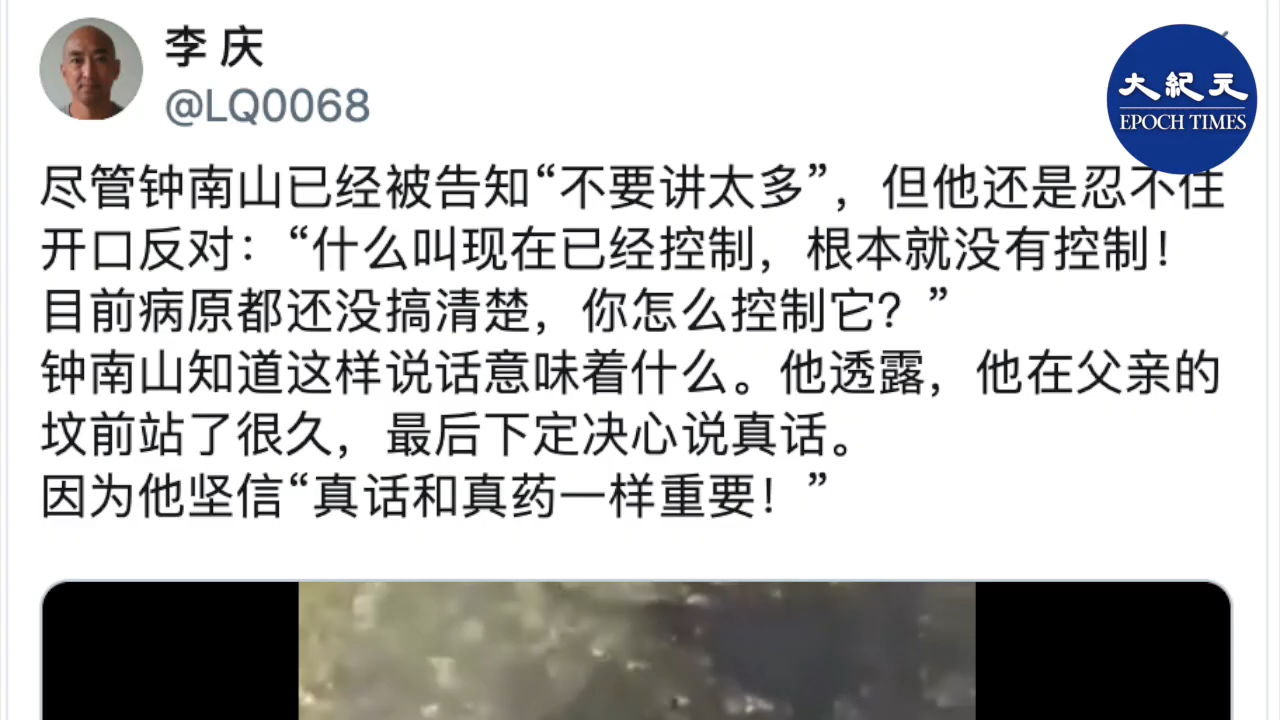 李 庆
@LQ0068
大紀元
EPOCH TIMES
尽管钟南山已经被告知“不要讲太多”，但他还是忍不住
开口反对：“什么叫现在已经控制，根本就没有控制！
目前病原都还没搞清楚，你怎么控制它？”
钟南山知道这样说话意味着什么。他透露，他在父亲的
坟前站了很久，最后下定决心说真话。
因为他坚信“真话和真药一样重要！”